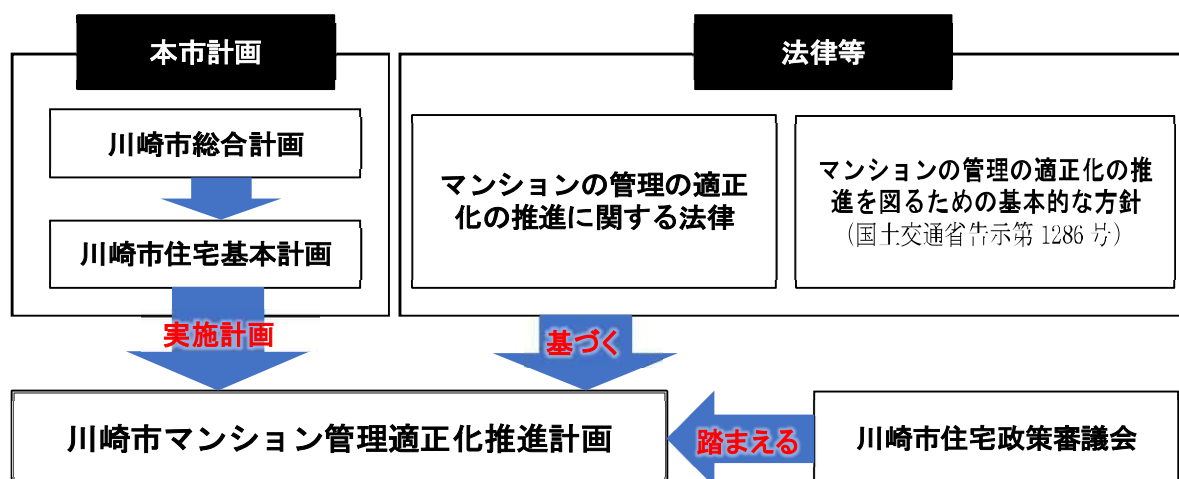 本市計画
川崎市総合計画
川崎市住宅基本計画
実施計画
法律等
マンションの管理の適正
化の推進に関する法律
マンションの管理の適正化の推
進を図るための基本的な方針
（国土交通省告示第 1286 号）
基づく
川崎市マンション管理適正化推進計画
踏まえる
川崎市住宅政策審議会